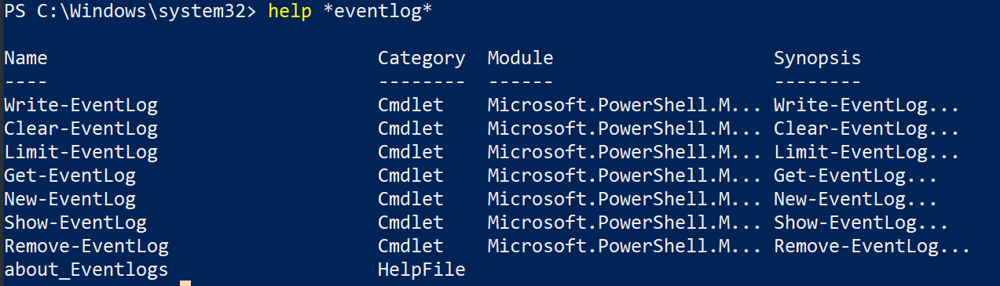 PS C:\Windows\system32> help *eventlog*
Name Category Module Synopsis
---- -------- ------ --------
Write-EventLog Cmdlet Microsoft.PowerShell.M... Write-EventLog...
Clear-EventLog Cmdlet Microsoft.PowerShell.M... Clear-EventLog...
Limit-EventLog Cmdlet Microsoft.PowerShell.M... Limit-EventLog...
Get-EventLog Cmdlet Microsoft.PowerShell.M... Get-EventLog...
New-EventLog Cmdlet Microsoft.PowerShell.M... New-EventLog...
Show-EventLog Cmdlet Microsoft.PowerShell.M... Show-EventLog...
Remove-EventLog Cmdlet Microsoft.PowerShell.M... Remove-EventLog...
about_Eventlogs HelpFile